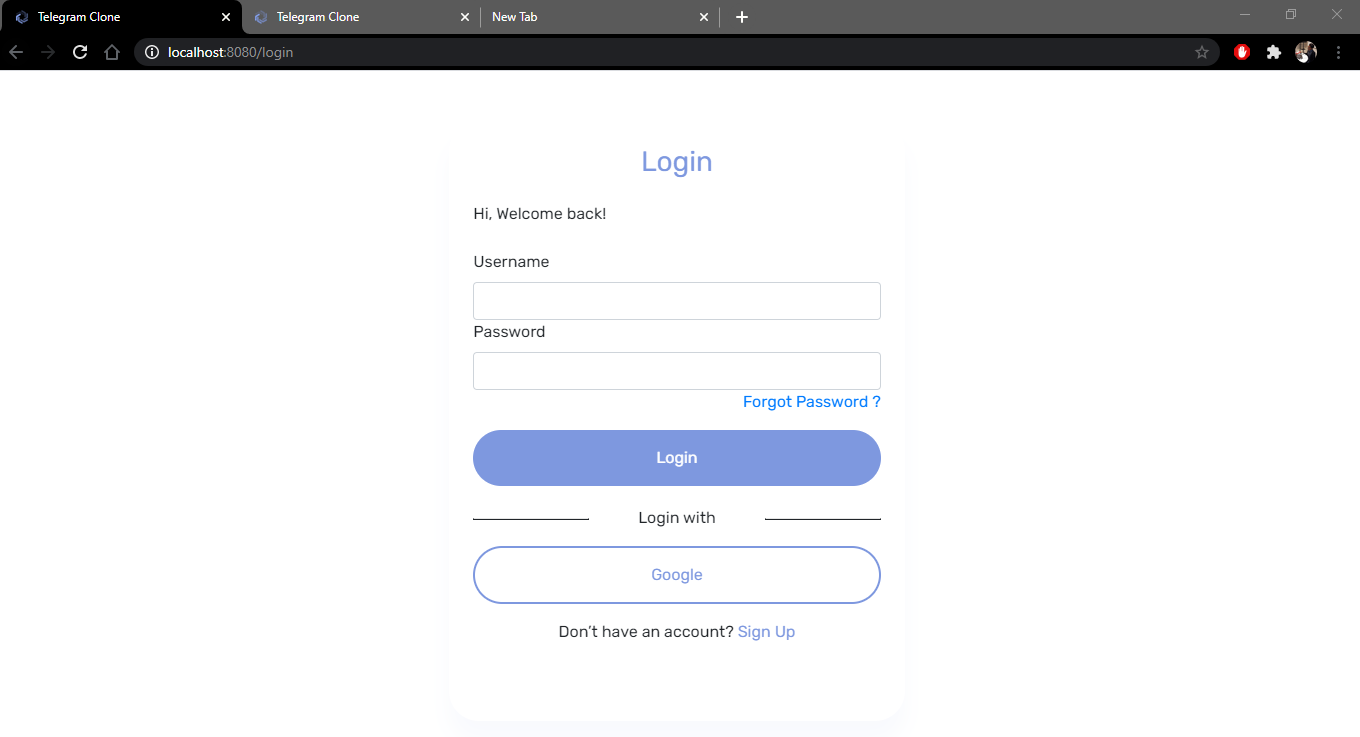 Telegram Clone
Telegram Clone
New Tab
localhost:8080/login
Login
Hi, Welcome back!
Username
Password
Forgot Password ?
Login
Login with
Google
Don’t have an account? Sign Up